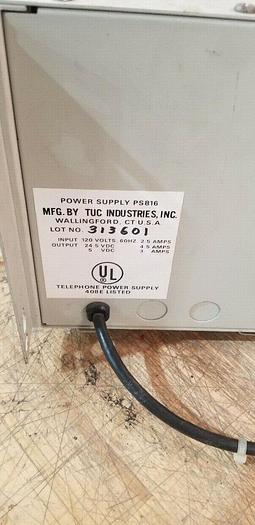 POWER SUPPLY PS816
MFG. BY TUC INDUSTRIES, INC.
WALLINGFORD, CT U.S.A.
LOT NO. 313601
INPUT 120 VOLTS, 60HZ 2.5 AMPS
OUTPUT 24.5 VDC 4.5 AMPS
5 VDC 3 AMPS
UL
TELEPHONE POWER SUPPLY
408E LISTED